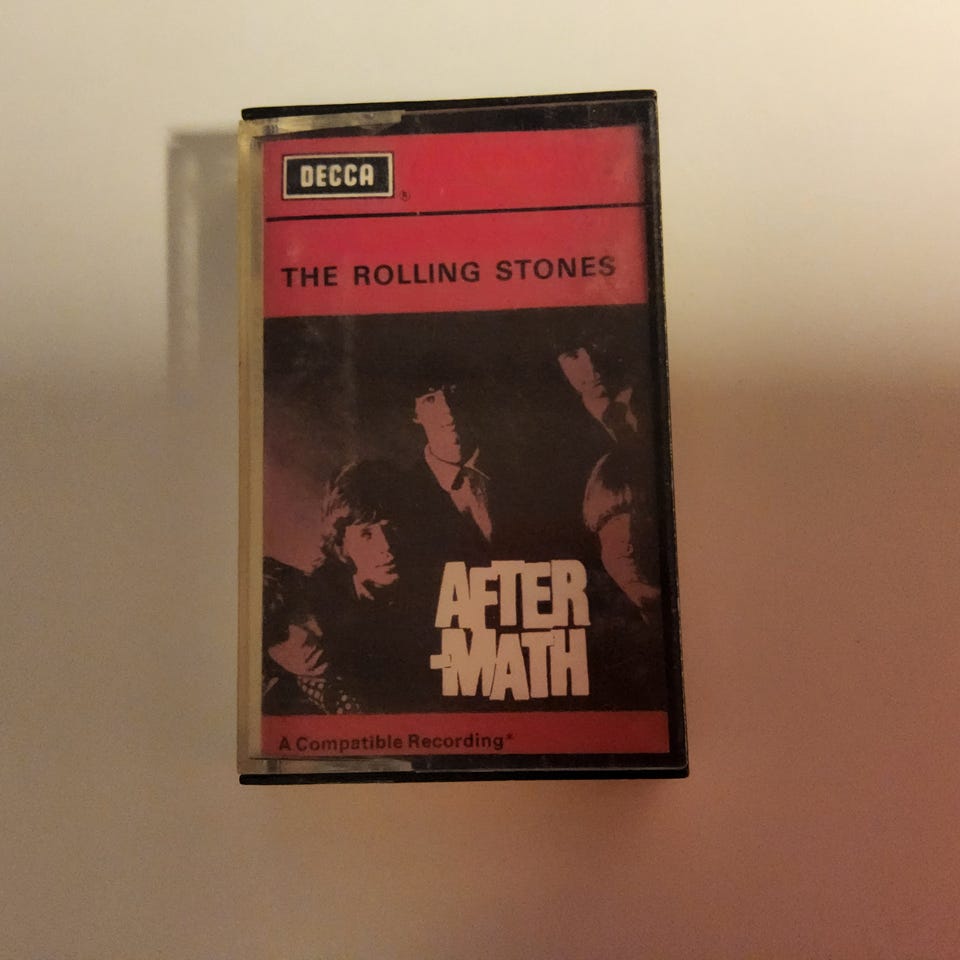 DECCA
®
THE ROLLING STONES
AFTER
-MATH
A Compatible Recording*